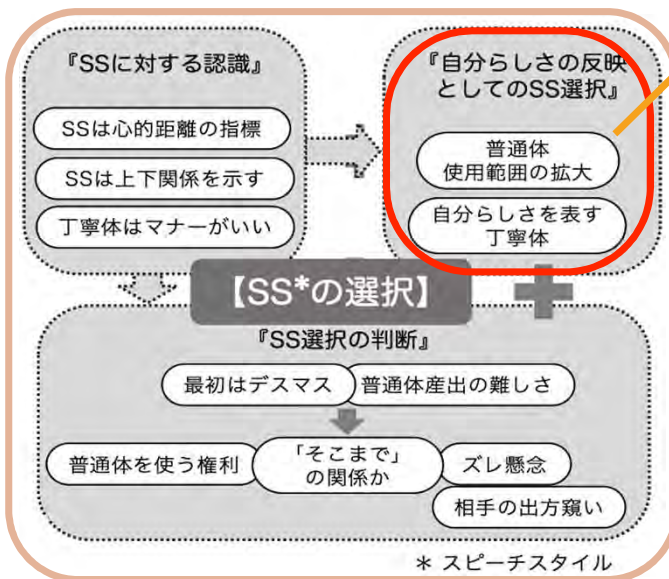 『SSに対する認識』
SSは心的距離の指標
SSは上下関係を示す
丁寧体はマナーがいい
『自分らしさの反映
としてのSS選択』
普通体
使用範囲の拡大
自分らしさを表す
丁寧体
【SS*の選択】
『SS選択の判断』
最初はデスマス
普通体産出の難しさ
普通体を使う権利
「そこまで」
の関係か
ズレ懸念
相手の出方窺い
* スピーチスタイル